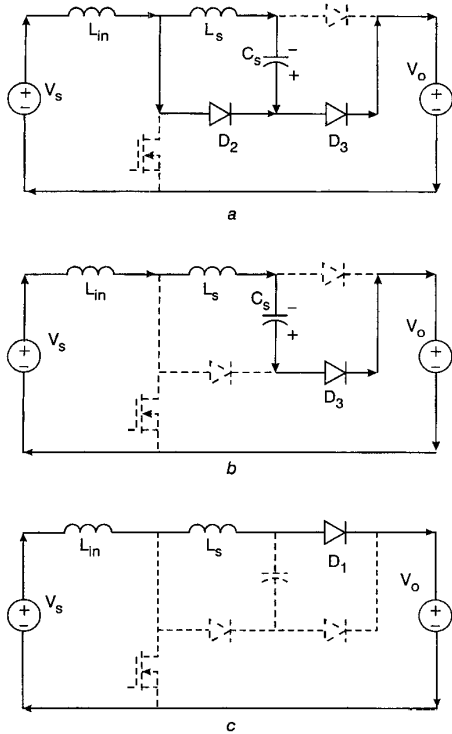 L_in
L_s
C_s
−
+
V_s
+
−
D_2
D_3
V_o
+
−
a
L_in
L_s
C_s
−
+
V_s
+
−
D_3
V_o
+
−
b
L_in
L_s
D_1
V_s
+
−
V_o
+
−
c